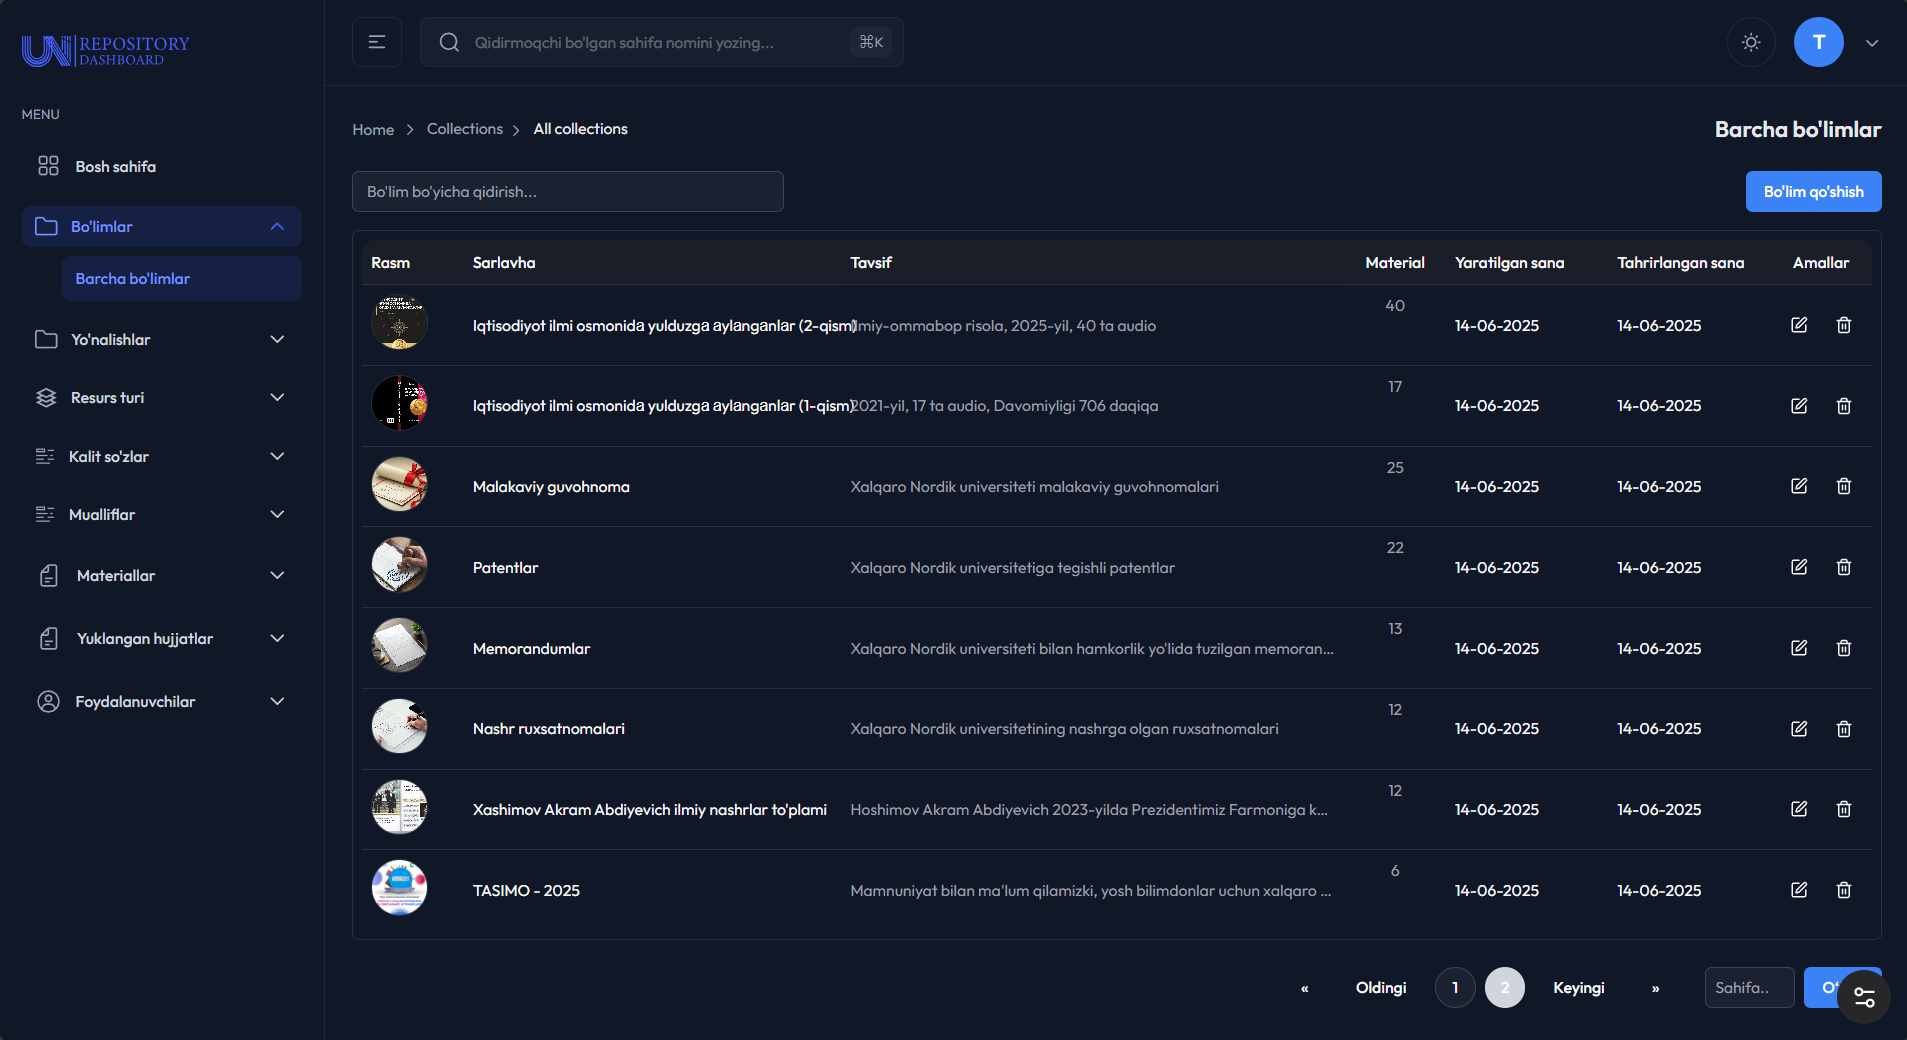 UNI REPOSITORY
DASHBOARD
Qidirmoqchi bo'lgan sahifa nomini yozing...
⌘K
T
MENU
Bosh sahifa
Bo'limlar
Barcha bo'limlar
Yo'nalishlar
Resurs turi
Kalit so'zlar
Mualliflar
Materiallar
Yuklangan hujjatlar
Foydalanuvchilar
Home > Collections > All collections
Barcha bo'limlar
Bo'lim bo'yicha qidirish...
Bo'lim qo'shish
Rasm Sarlavha Tavsif Material Yaratilgan sana Tahrirlangan sana Amallar
Iqtisodiyot ilmi osmonida yulduzga aylanganlar (2-qism) Ilmiy-ommabop risola, 2025-yil, 40 ta audio 40 14-06-2025 14-06-2025
Iqtisodiyot ilmi osmonida yulduzga aylanganlar (1-qism) 2021-yil, 17 ta audio, Davomiyligi 706 daqiqa 17 14-06-2025 14-06-2025
Malakaviy guvohnoma Xalqaro Nordik universiteti malakaviy guvohnomalari 25 14-06-2025 14-06-2025
Patentlar Xalqaro Nordik universitetiga tegishli patentlar 22 14-06-2025 14-06-2025
Memorandumlar Xalqaro Nordik universiteti bilan hamkorlik yo'lida tuzilgan memoran... 13 14-06-2025 14-06-2025
Nashr ruxsatnomalari Xalqaro Nordik universitetining nashrga olgan ruxsatnomalari 12 14-06-2025 14-06-2025
Xashimov Akram Abdiyevich ilmiy nashrlar to'plami Hoshimov Akram Abdiyevich 2023-yilda Prezidentimiz Farmoniga k... 12 14-06-2025 14-06-2025
TASIMO - 2025 Mamnuniyat bilan ma'lum qilamizki, yosh bilimdonlar uchun xalqaro ... 6 14-06-2025 14-06-2025
« Oldingi 1 2 Keyingi » Sahifa..